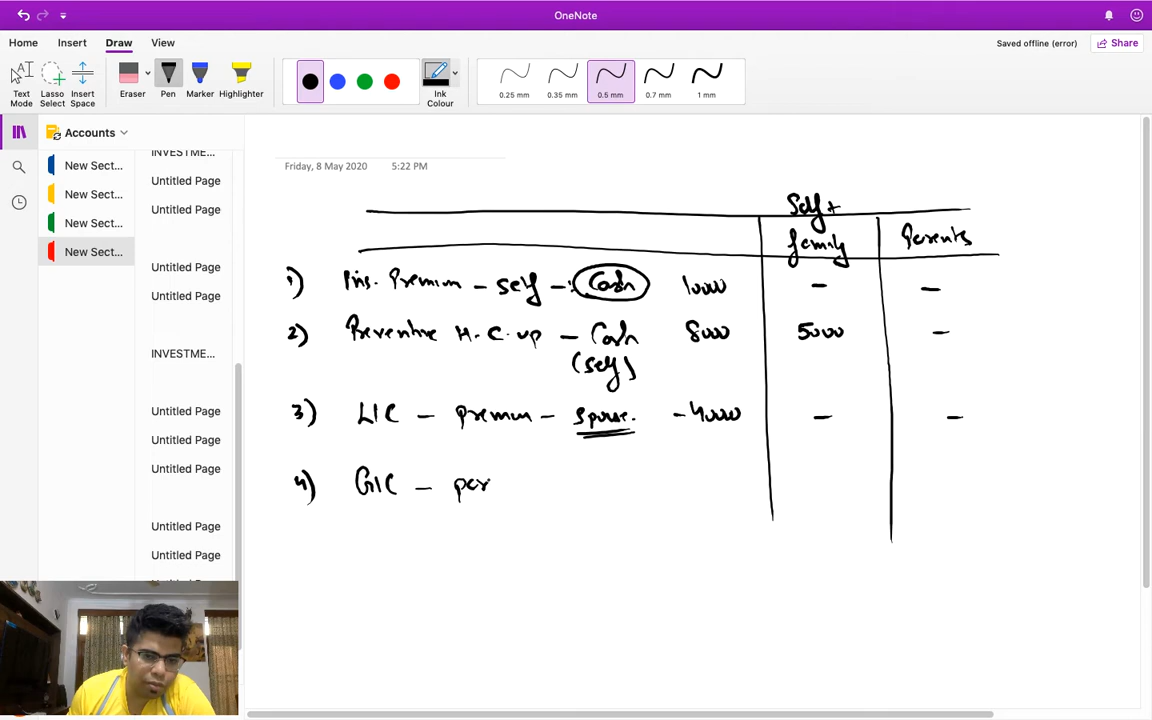 OneNote
Home Insert Draw View
Saved offline (error) Share
Text Mode
Lasso Select
Insert Space
Eraser
Pen
Marker
Highlighter
Ink Colour
0.25 mm 0.35 mm 0.5 mm 0.7 mm 1 mm
Accounts
New Sect...
New Sect...
New Sect...
New Sect...
INVESTME...
Untitled Page
Untitled Page
Untitled Page
Untitled Page
INVESTME...
Untitled Page
Untitled Page
Untitled Page
Untitled Page
Untitled Page
Friday, 8 May 2020 5:22 PM
Self +
family Parents
1) Ins. Premium - self - Cash 10000 - -
2) Preventive H.C.up - Cash 8000 5000 -
(self)
3) LIC - premium - spouse. - 4000 - -
4) GIC - par